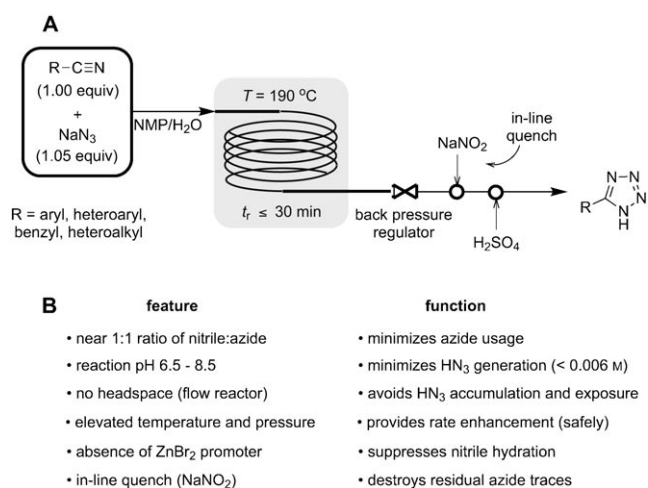 A
R–C≡N
(1.00 equiv)
+
NaN₃
(1.05 equiv)
NMP/H₂O
T = 190 °C
tᵣ ≤ 30 min
back pressure
regulator
NaNO₂
in-line
quench
H₂SO₄
N
N
N
N
H
R
R = aryl, heteroaryl,
benzyl, heteroalkyl
B
feature function
• near 1:1 ratio of nitrile:azide • minimizes azide usage
• reaction pH 6.5 - 8.5 • minimizes HN₃ generation (< 0.006 M)
• no headspace (flow reactor) • avoids HN₃ accumulation and exposure
• elevated temperature and pressure • provides rate enhancement (safely)
• absence of ZnBr₂ promoter • suppresses nitrile hydration
• in-line quench (NaNO₂) • destroys residual azide traces